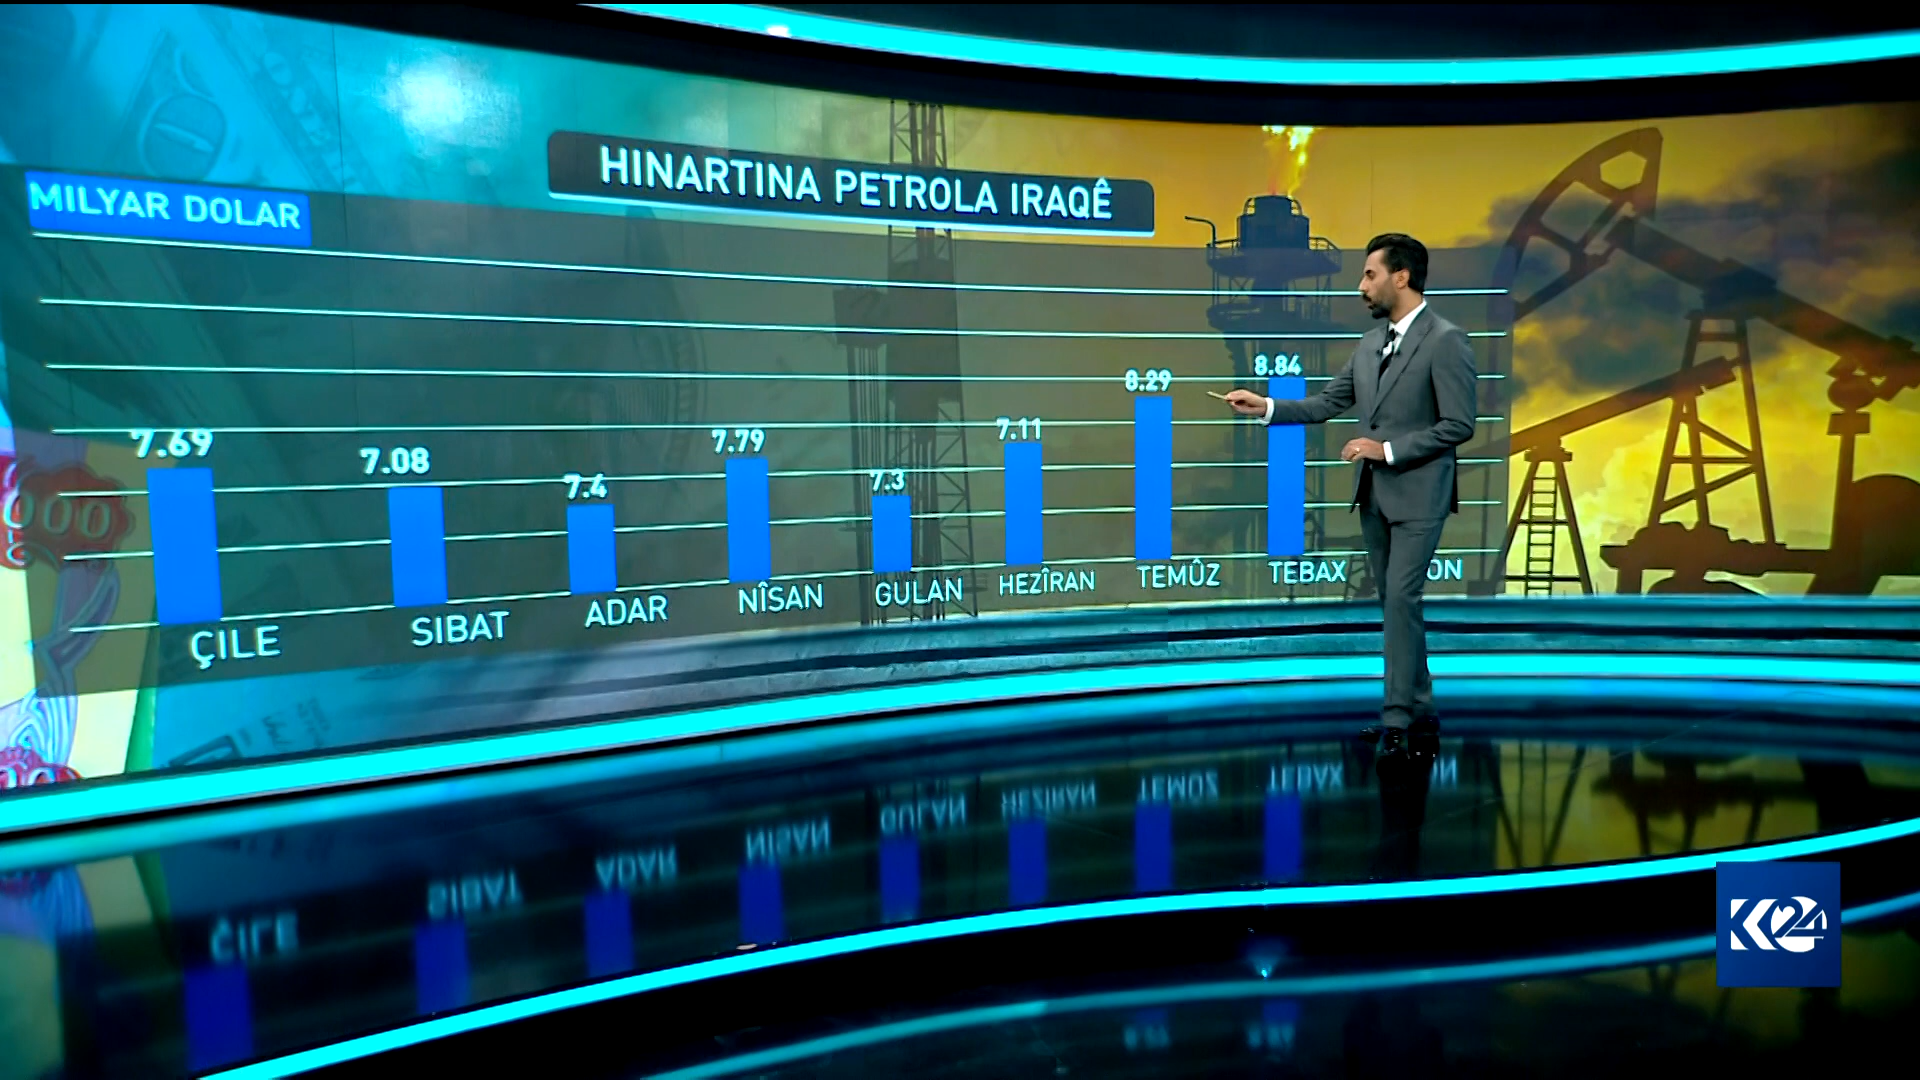 HINARTINA PETROLA IRAQÊ
MILYAR DOLAR
7.69
7.08
7.4
7.79
7.3
7.11
8.29
8.84
ÇILE
SIBAT
ADAR
NÎSAN
GULAN
HEZÎRAN
TEMÛZ
TEBAX
K24